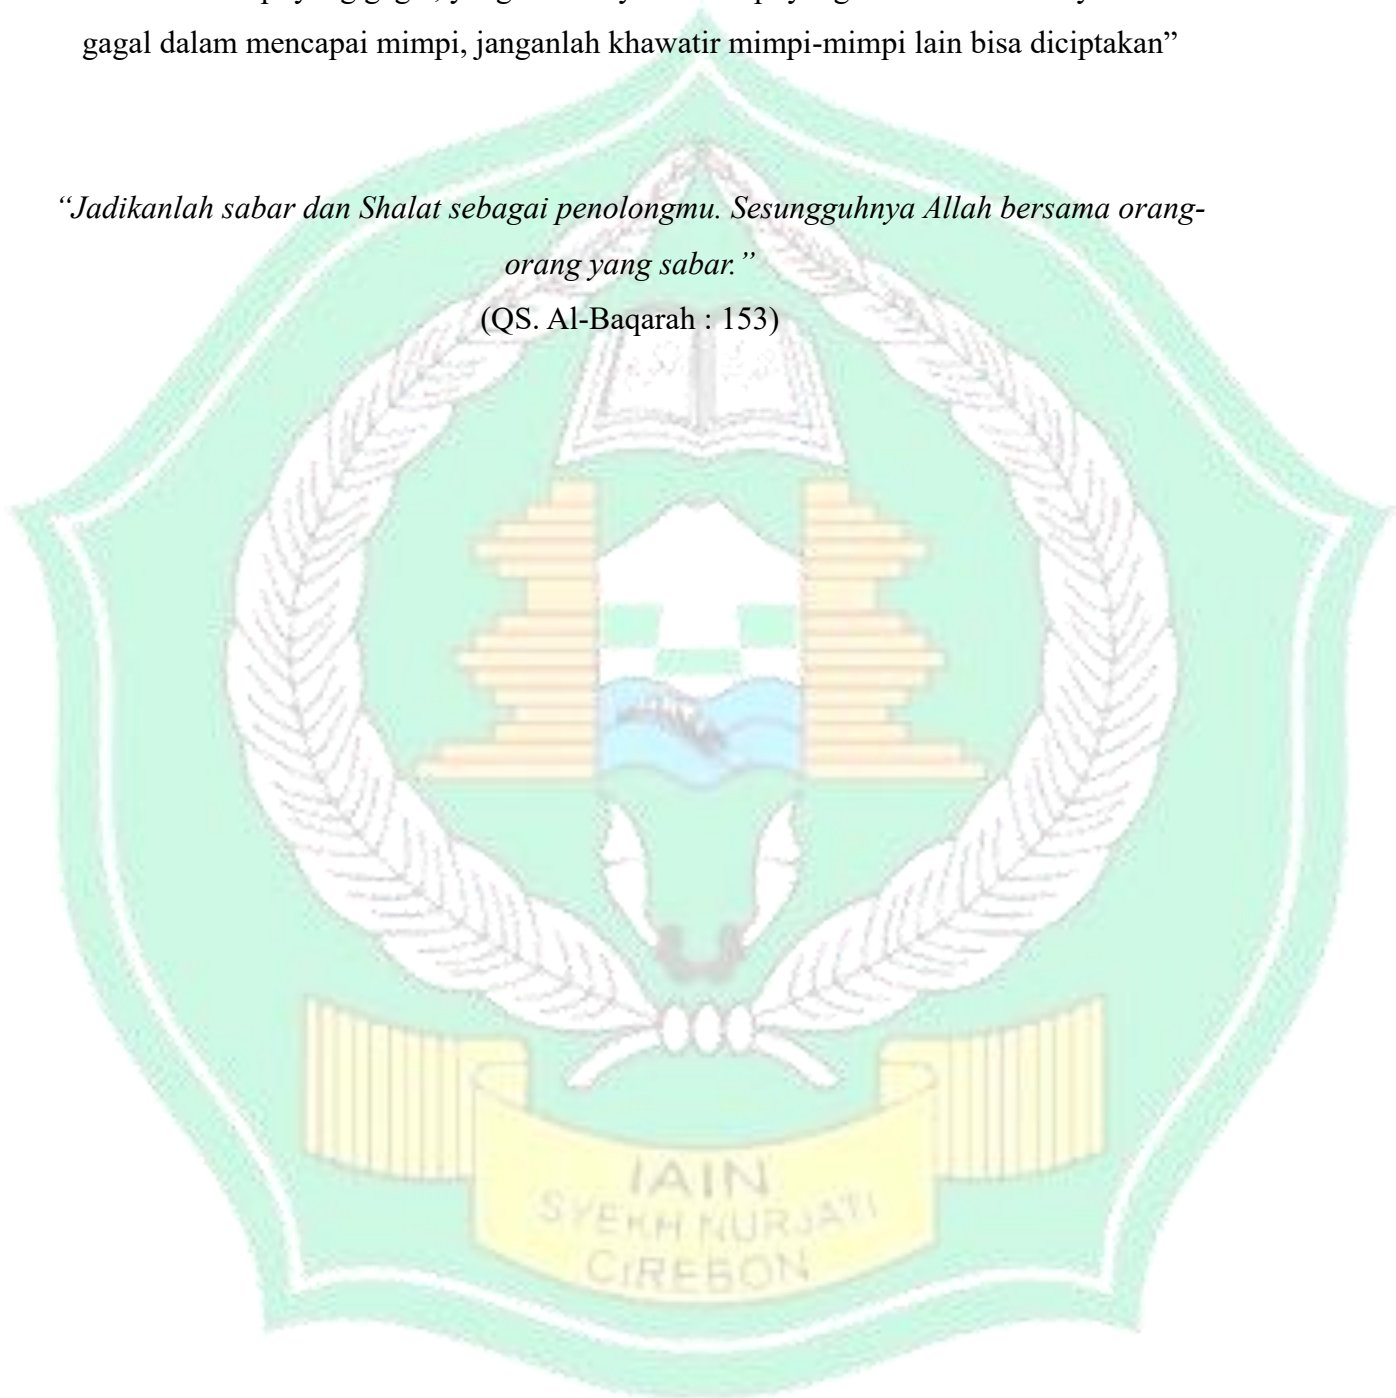 gagal dalam mencapai mimpi, janganlah khawatir mimpi-mimpi lain bisa diciptakan”
“Jadikanlah sabar dan Shalat sebagai penolongmu. Sesungguhnya Allah bersama orang-
orang yang sabar.”
(QS. Al-Baqarah : 153)
IAIN
SYEKH NURJATI
CIREBON